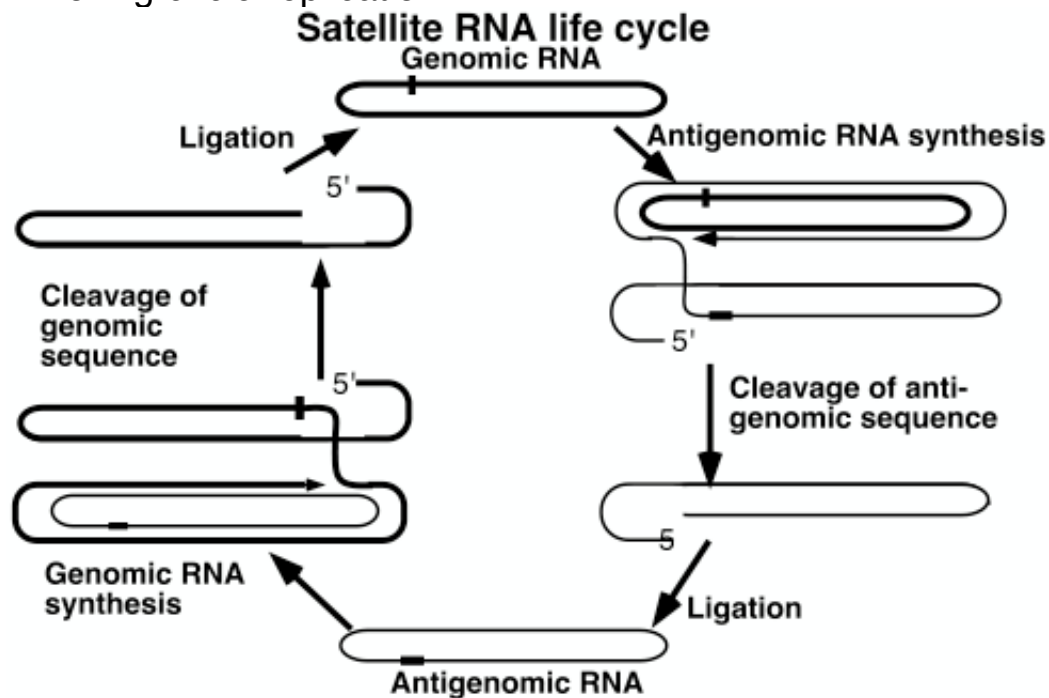 Satellite RNA life cycle
Genomic RNA
Ligation
Antigenomic RNA synthesis
5'
Cleavage of
genomic
sequence
5'
5'
Cleavage of anti-
genomic sequence
5
Genomic RNA
synthesis
Ligation
Antigenomic RNA